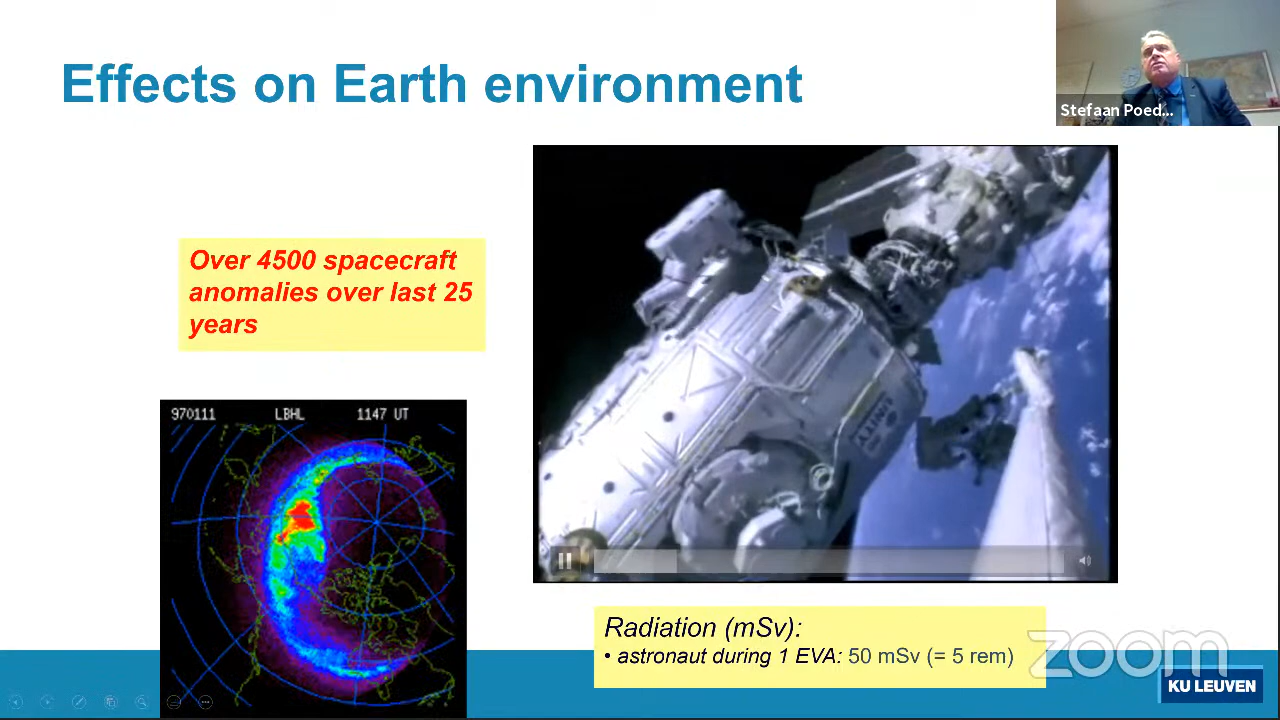 Effects on Earth environment
Stefaan Poed...
Over 4500 spacecraft
anomalies over last 25
years
970111 LBHL 1147 UT
UNITY
Radiation (mSv):
• astronaut during 1 EVA: 50 mSv (= 5 rem)
zoom
KU LEUVEN